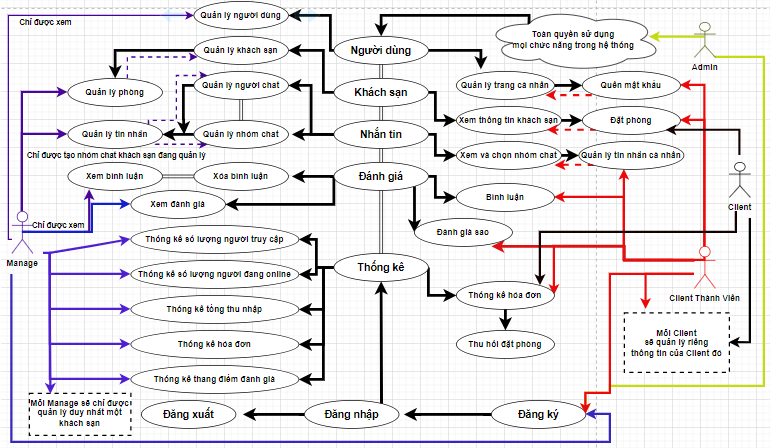 Chỉ được xem
Quản lý người dùng
Toàn quyền sử dụng
mọi chức năng trong hệ thống
Admin
Quản lý khách sạn
Người dùng
Quản lý phòng
Quản lý người chat
Khách sạn
Quản lý trang cá nhân
Quên mật khẩu
Quản lý tin nhắn
Quản lý nhóm chat
Nhắn tin
Xem thông tin khách sạn
Đặt phòng
Chỉ được tạo nhóm chat khách sạn đang quản lý
Xem và chọn nhóm chat
Quản lý tin nhắn cá nhân
Xem bình luận
Xóa bình luận
Đánh giá
Bình luận
Client
Xem đánh giá
Chỉ được xem
Đánh giá sao
Manage
Thống kê số lượng người truy cập
Thống kê số lượng người đang online
Thống kê
Thống kê hóa đơn
Client Thành Viên
Thống kê tổng thu nhập
Thống kê hóa đơn
Thu hồi đặt phòng
Mỗi Client
sẽ quản lý riêng
thông tin của Client đó
Thống kê thang điểm đánh giá
Mỗi Manage sẽ chỉ được
quản lý duy nhất một
khách sạn
Đăng xuất
Đăng nhập
Đăng ký